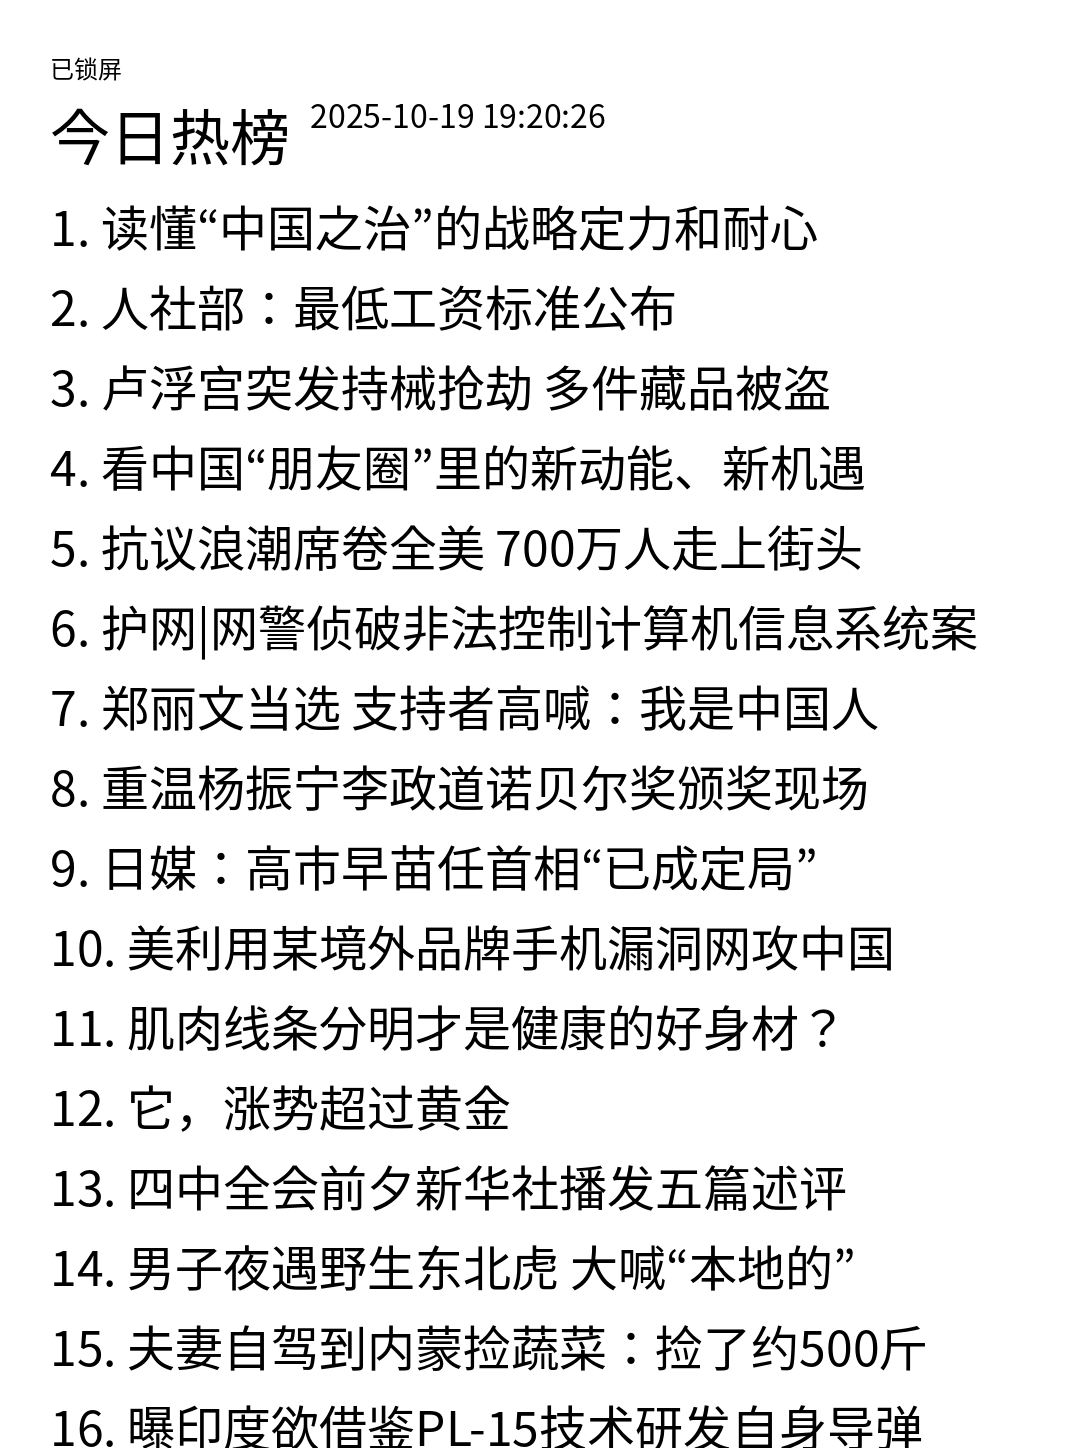 已锁屏
今日热榜 2025-10-19 19:20:26
1. 读懂“中国之治”的战略定力和耐心
2. 人社部：最低工资标准公布
3. 卢浮宫突发持械抢劫 多件藏品被盗
4. 看中国“朋友圈”里的新动能、新机遇
5. 抗议浪潮席卷全美 700万人走上街头
6. 护网|网警侦破非法控制计算机信息系统案
7. 郑丽文当选 支持者高喊：我是中国人
8. 重温杨振宁李政道诺贝尔奖颁奖现场
9. 日媒：高市早苗任首相“已成定局”
10. 美利用某境外品牌手机漏洞网攻中国
11. 肌肉线条分明才是健康的好身材？
12. 它，涨势超过黄金
13. 四中全会前夕新华社播发五篇述评
14. 男子夜遇野生东北虎 大喊“本地的”
15. 夫妻自驾到内蒙捡蔬菜：捡了约500斤
16. 曝印度欲借鉴PL-15技术研发自身导弹